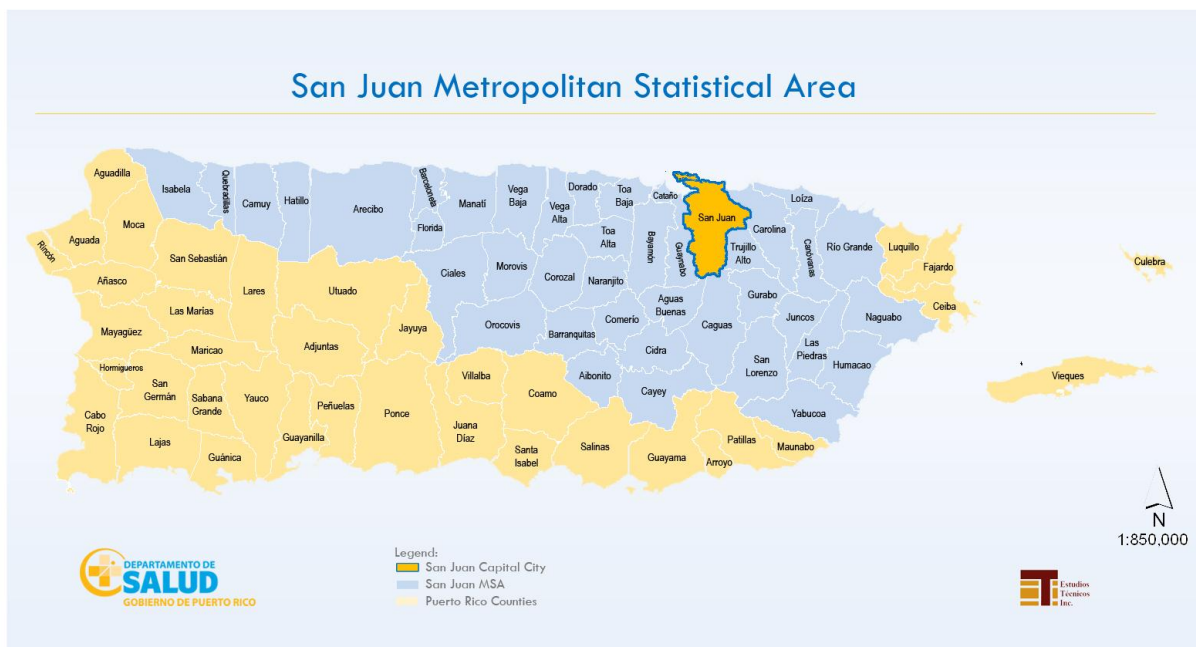 San Juan Metropolitan Statistical Area
Aguadilla
Isabela
Quebradillas
Camuy
Hatillo
Arecibo
Barceloneta
Florida
Manatí
Vega
Baja
Vega
Alta
Dorado
Toa
Baja
Toa
Alta
Cataño
Bayamón
Guaynabo
San Juan
Trujillo
Alto
Carolina
Loíza
Canóvanas
Río Grande
Luquillo
Fajardo
Ceiba
Culebra
Vieques
Moca
Aguada
Rincón
Añasco
San Sebastián
Lares
Utuado
Ciales
Morovis
Corozal
Naranjito
Aguas
Buenas
Gurabo
Caguas
Juncos
Naguabo
Las Marías
Mayagüez
Maricao
Adjuntas
Jayuya
Orocovis
Barranquitas
Comerío
Cidra
San
Lorenzo
Las
Piedras
Humacao
Hormigueros
San
Germán
Sabana
Grande
Yauco
Peñuelas
Ponce
Villalba
Coamo
Aibonito
Cayey
Yabucoa
Cabo
Rojo
Lajas
Guánica
Guayanilla
Juana
Díaz
Santa
Isabel
Salinas
Guayama
Arroyo
Patillas
Maunabo
N
1:850,000
DEPARTAMENTO DE
SALUD
GOBIERNO DE PUERTO RICO
Legend:
San Juan Capital City
San Juan MSA
Puerto Rico Counties
Estudios
Técnicos
Inc.